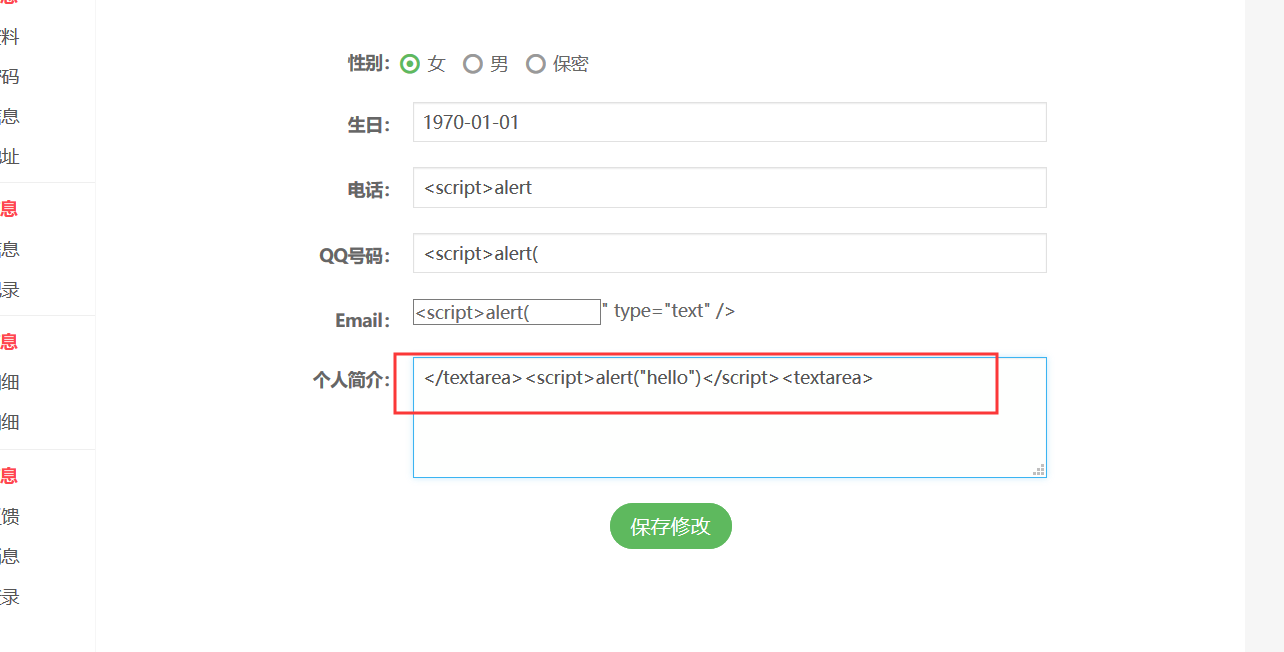 息
料
码
息
址
息
息
录
息
细
细
息
馈
息
录
性别: 女 男 保密
生日: 1970-01-01
电话: <script>alert
QQ号码: <script>alert(
Email: <script>alert( " type="text" />
个人简介: </textarea><script>alert("hello")</script><textarea>
保存修改